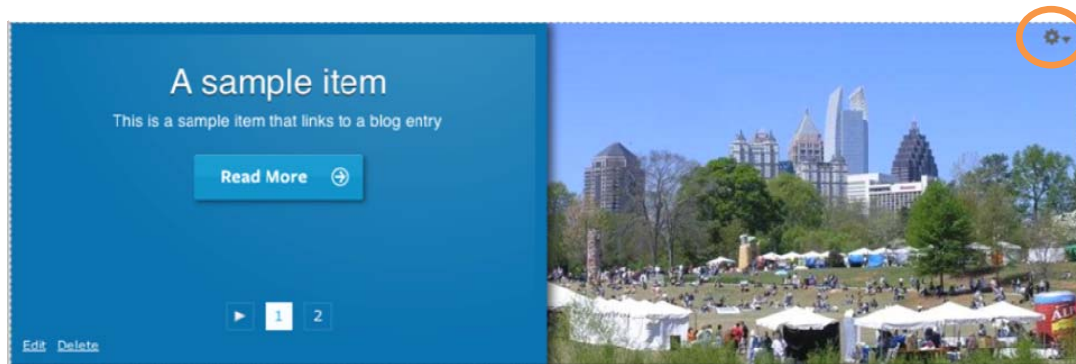 A sample item
This is a sample item that links to a blog entry
Read More
1 2
Edit Delete